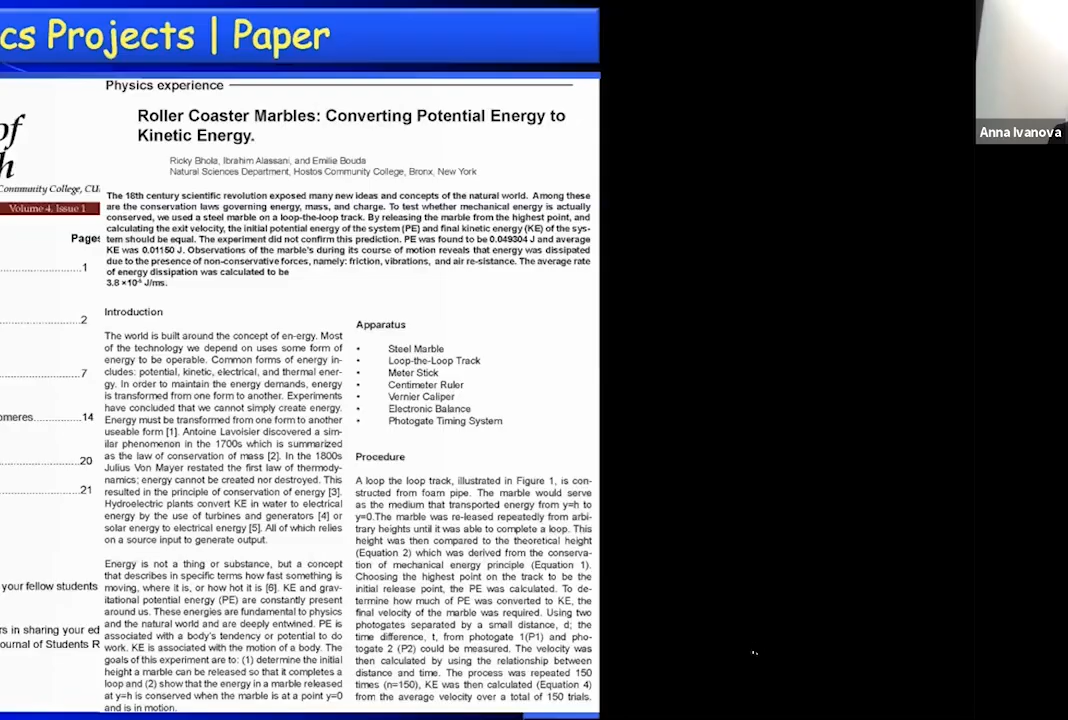 cs Projects | Paper
Anna Ivanova
of
h
Community College, CU
Volume 4, Issue 1
Pages
1
2
7
omeres 14
20
21
your fellow students
rs in sharing your ed
ournal of Students R
Physics experience
Roller Coaster Marbles: Converting Potential Energy to
Kinetic Energy.
Ricky Bhola, Ibrahim Alassani, and Emilie Bouda
Natural Sciences Department, Hostos Community College, Bronx, New York
The 18th century scientific revolution exposed many new ideas and concepts of the natural world. Among these
are the conservation laws governing energy, mass, and charge. To test whether mechanical energy is actually
conserved, we used a steel marble on a loop-the-loop track. By releasing the marble from the highest point, and
calculating the exit velocity, the initial potential energy of the system (PE) and final kinetic energy (KE) of the sys-
tem should be equal. The experiment did not confirm this prediction. PE was found to be 0.049304 J and average
KE was 0.01150 J. Observations of the marble's during its course of motion reveals that energy was dissipated
due to the presence of non-conservative forces, namely: friction, vibrations, and air re-sistance. The average rate
of energy dissipation was calculated to be
3.8 ×10 J/ms.
Introduction
The world is built around the concept of en-ergy. Most
of the technology we depend on uses some form of
energy to be operable. Common forms of energy in-
cludes: potential, kinetic, electrical, and thermal ener-
gy. In order to maintain the energy demands, energy
is transformed from one form to another. Experiments
have concluded that we cannot simply create energy.
Energy must be transformed from one form to another
useable form [1]. Antoine Lavoisier discovered a sim-
ilar phenomenon in the 1700s which is summarized
as the law of conservation of mass [2]. In the 1800s
Julius Von Mayer restated the first law of thermody-
namics; energy cannot be created nor destroyed. This
resulted in the principle of conservation of energy [3].
Hydroelectric plants convert KE in water to electrical
energy by the use of turbines and generators [4] or
solar energy to electrical energy [5]. All of which relies
on a source input to generate output.
Energy is not a thing or substance, but a concept
that describes in specific terms how fast something is
moving, where it is, or how hot it is [6]. KE and grav-
itational potential energy (PE) are constantly present
around us. These energies are fundamental to physics
and the natural world and are deeply entwined. PE is
associated with a body's tendency or potential to do
work. KE is associated with the motion of a body. The
goals of this experiment are to: (1) determine the initial
height a marble can be released so that it completes a
loop and (2) show that the energy in a marble released
at y=h is conserved when the marble is at a point y=0
and is in motion.
Apparatus
• Steel Marble
• Loop-the-Loop Track
• Meter Stick
• Centimeter Ruler
• Vernier Caliper
• Electronic Balance
• Photogate Timing System
Procedure
A loop the loop track, illustrated in Figure 1, is con-
structed from foam pipe. The marble would serve
as the medium that transported energy from y=h to
y=0.The marble was re-leased repeatedly from arbi-
trary heights until it was able to complete a loop. This
height was then compared to the theoretical height
(Equation 2) which was derived from the conserva-
tion of mechanical energy principle (Equation 1).
Choosing the highest point on the track to be the
initial release point, the PE was calculated. To de-
termine how much of PE was converted to KE, the
final velocity of the marble was required. Using two
photogates separated by a small distance, d; the
time difference, t, from photogate 1(P1) and pho-
togate 2 (P2) could be measured. The velocity was
then calculated by using the relationship between
distance and time. The process was repeated 150
times (n=150), KE was then calculated (Equation 4)
from the average velocity over a total of 150 trials.